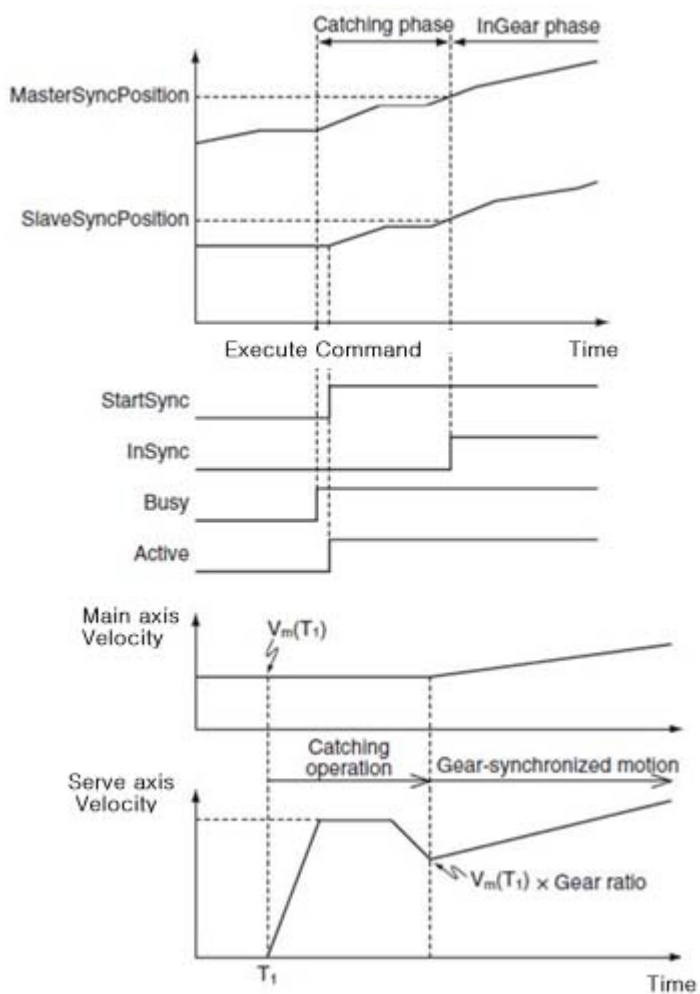 Catching phase
InGear phase
MasterSyncPosition
SlaveSyncPosition
Execute Command
Time
StartSync
InSync
Busy
Active
Main axis
Velocity
Vm(T1)
Catching
operation
Gear-synchronized motion
Serve axis
Velocity
Vm(T1) × Gear ratio
T1
Time